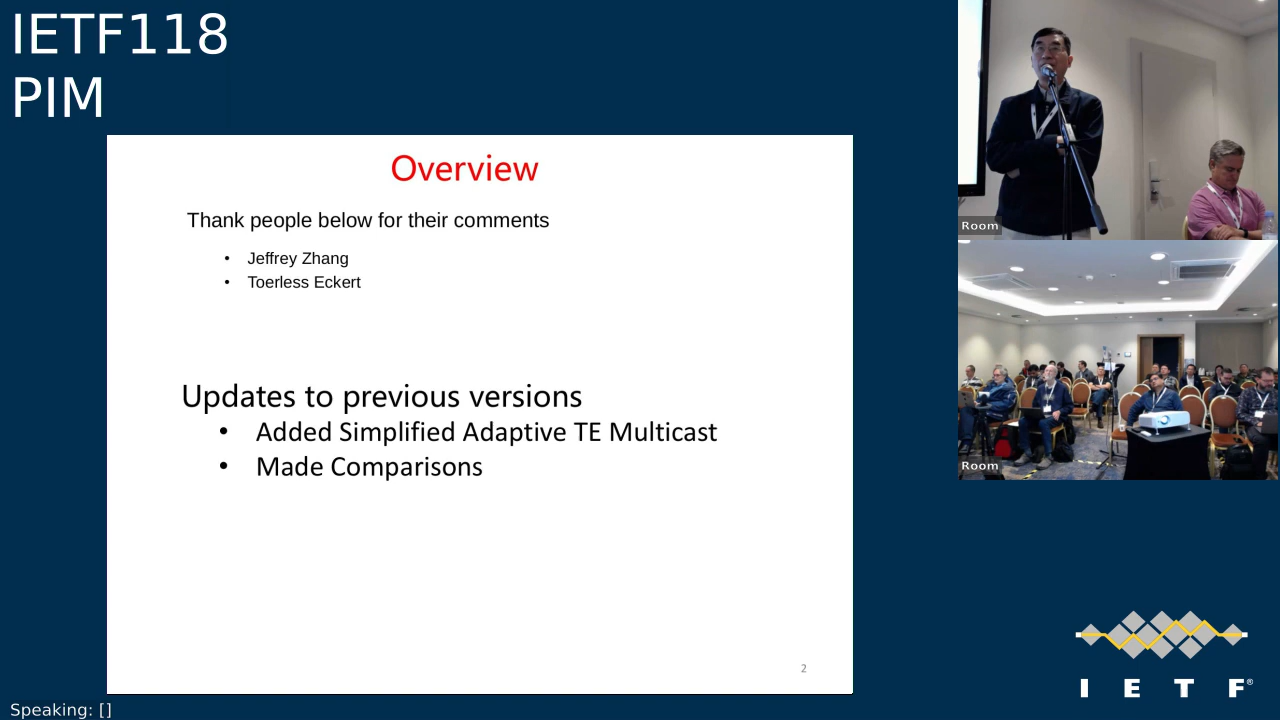 IETF118
PIM
Overview
Thank people below for their comments
• Jeffrey Zhang
• Toerless Eckert
Updates to previous versions
• Added Simplified Adaptive TE Multicast
• Made Comparisons
2
Room
Room
I E T F®
Speaking: []